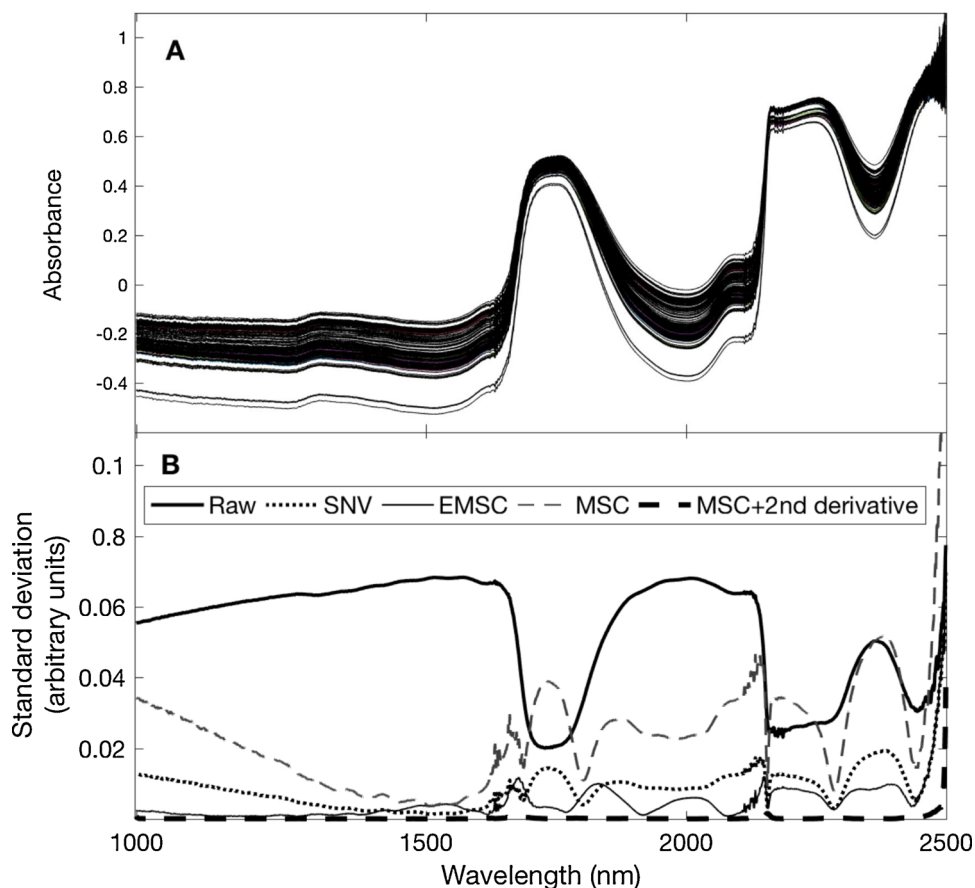 A
1
0.8
0.6
0.4
0.2
0
-0.2
-0.4
Absorbance
B
0.1
Raw SNV EMSC MSC MSC+2nd derivative
0.8
0.06
0.04
0.02
Standard deviation
(arbitrary units)
1000 1500 2000 2500
Wavelength (nm)